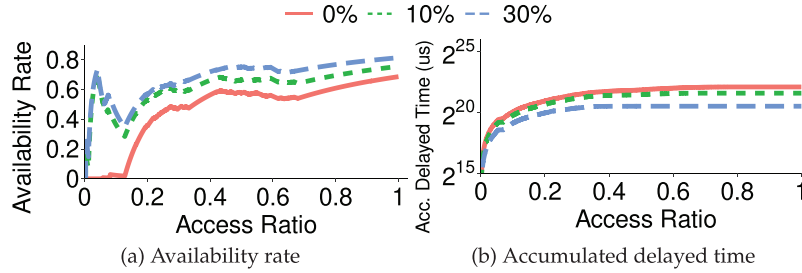 0% 10% 30%
Availability Rate
0.8
0.6
0.4
0.2
0
0 0.2 0.4 0.6 0.8 1
Access Ratio
(a) Availability rate
Acc. Delayed Time (us)
2^25
2^20
2^15
0 0.2 0.4 0.6 0.8 1
Access Ratio
(b) Accumulated delayed time